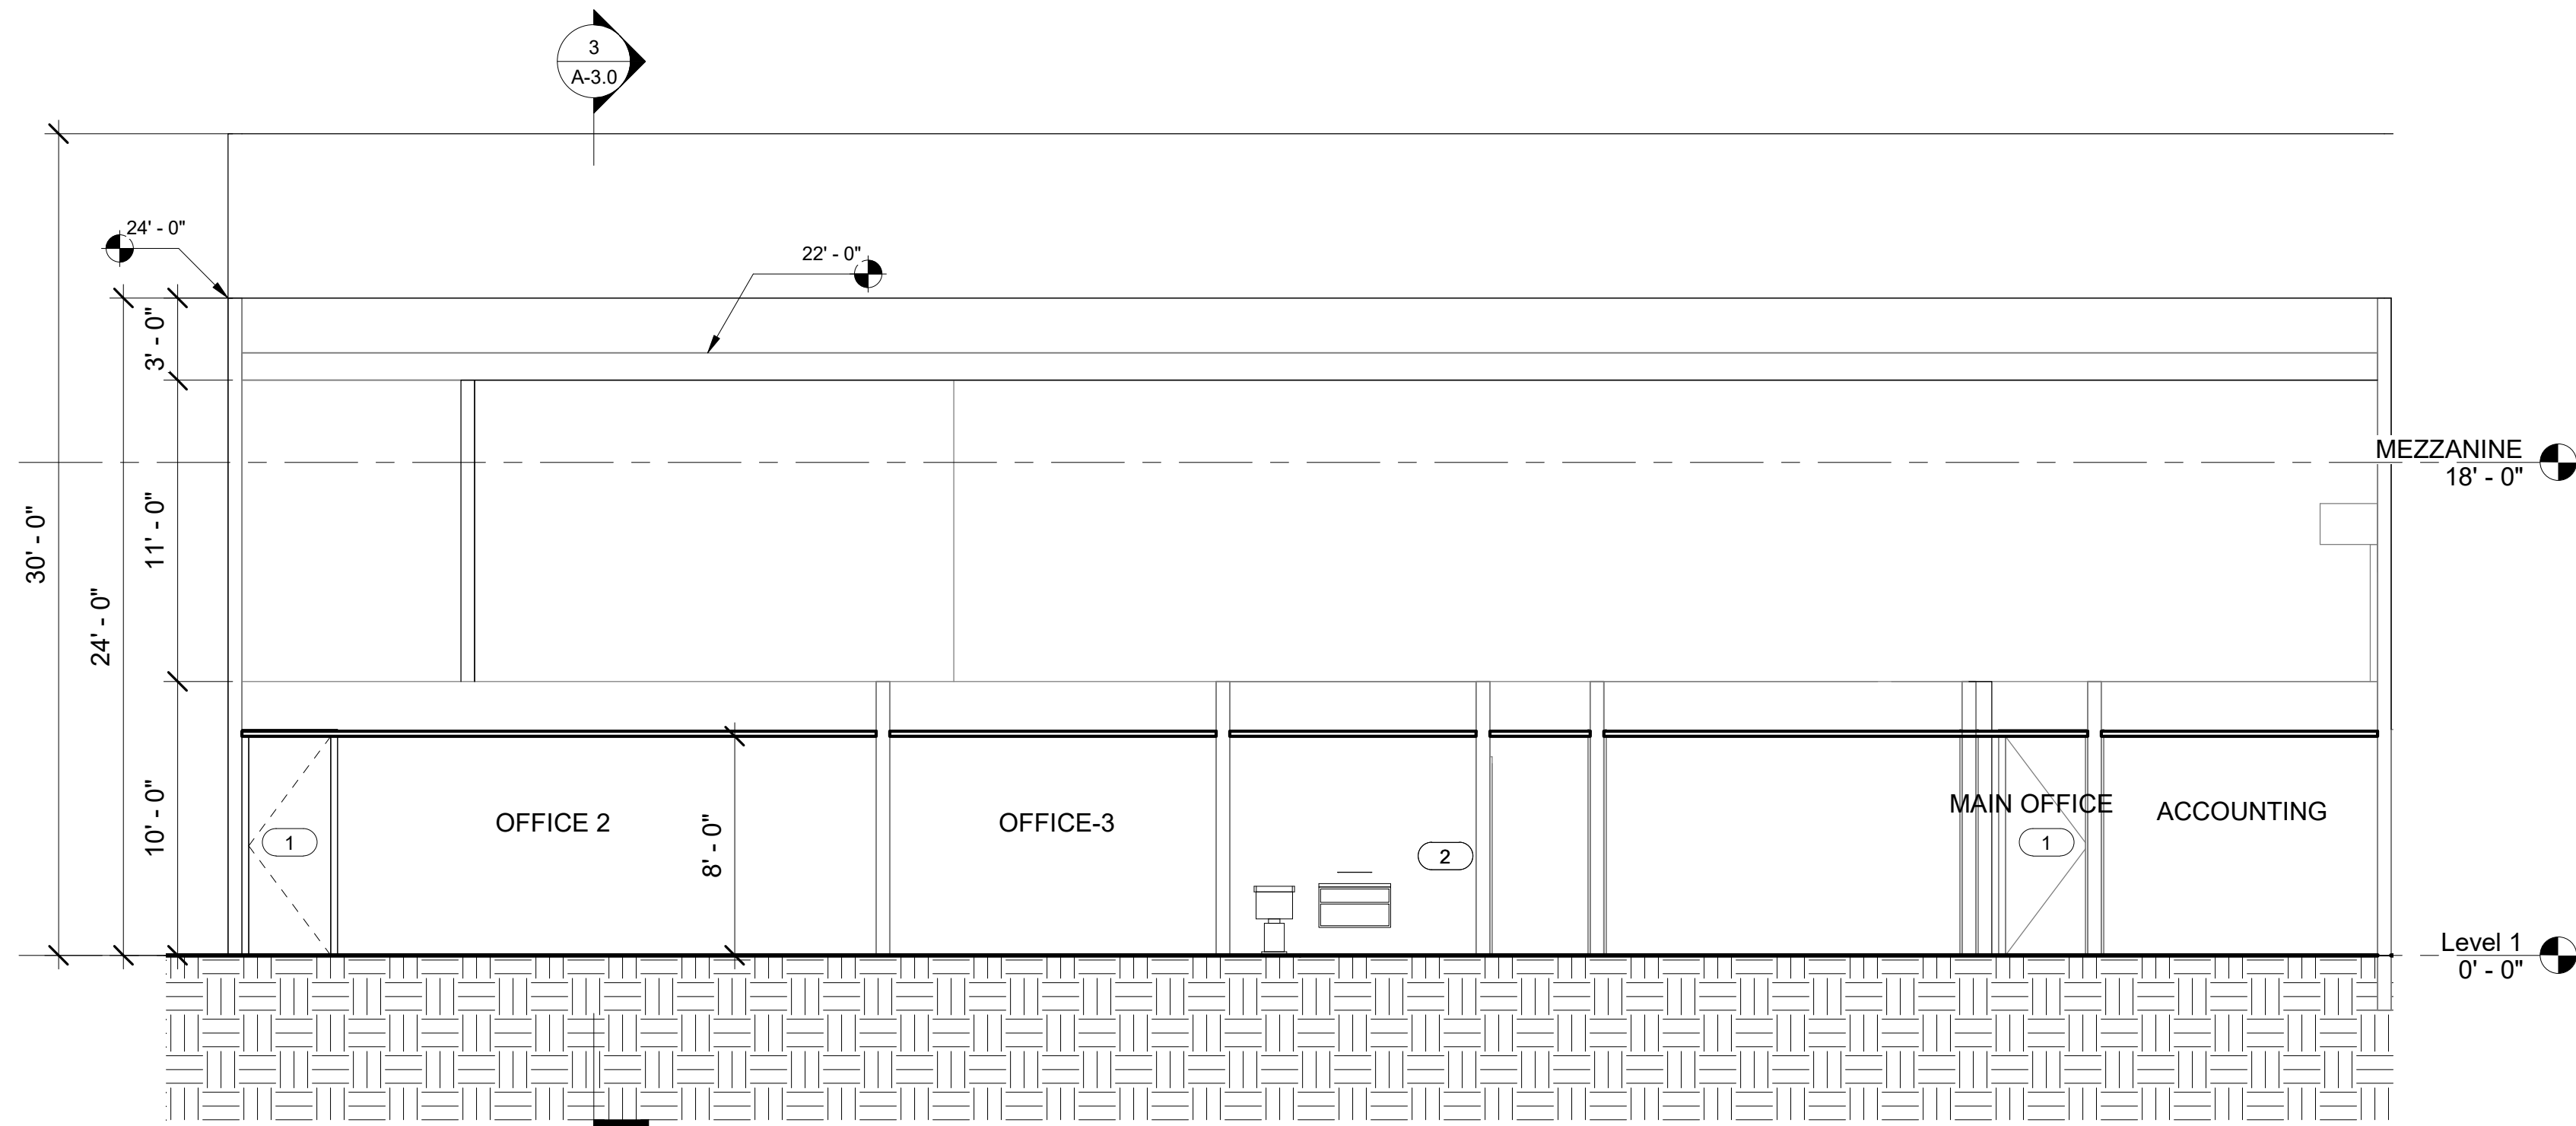 3
A-3.0
24' - 0"
22' - 0"
3' - 0"
MEZZANINE
18' - 0"
11' - 0"
30' - 0"
24' - 0"
10' - 0"
OFFICE 2
OFFICE-3
MAIN OFFICE
ACCOUNTING
8' - 0"
1
2
1
Level 1
0' - 0"